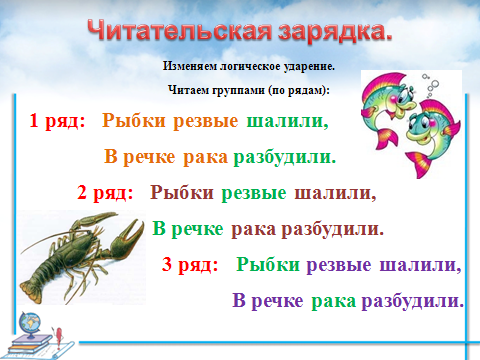 Читательская зарядка.
Изменяем логическое ударение.
Читаем группами (по рядам):
1 ряд: Рыбки резвые шалили,
В речке рака разбудили.
2 ряд: Рыбки резвые шалили,
В речке рака разбудили.
3 ряд: Рыбки резвые шалили,
В речке рака разбудили.